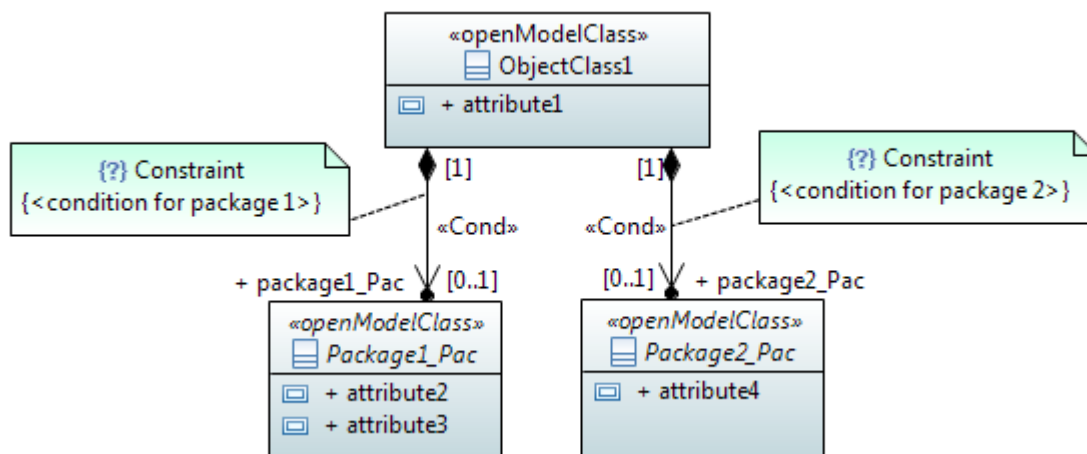 «openModelClass»
ObjectClass1
+ attribute1
{?} Constraint
{<condition for package 1>}
{?} Constraint
{<condition for package 2>}
[1]
[1]
«Cond»
«Cond»
+ package1_Pac
[0..1]
[0..1]
+ package2_Pac
«openModelClass»
Package1_Pac
+ attribute2
+ attribute3
«openModelClass»
Package2_Pac
+ attribute4